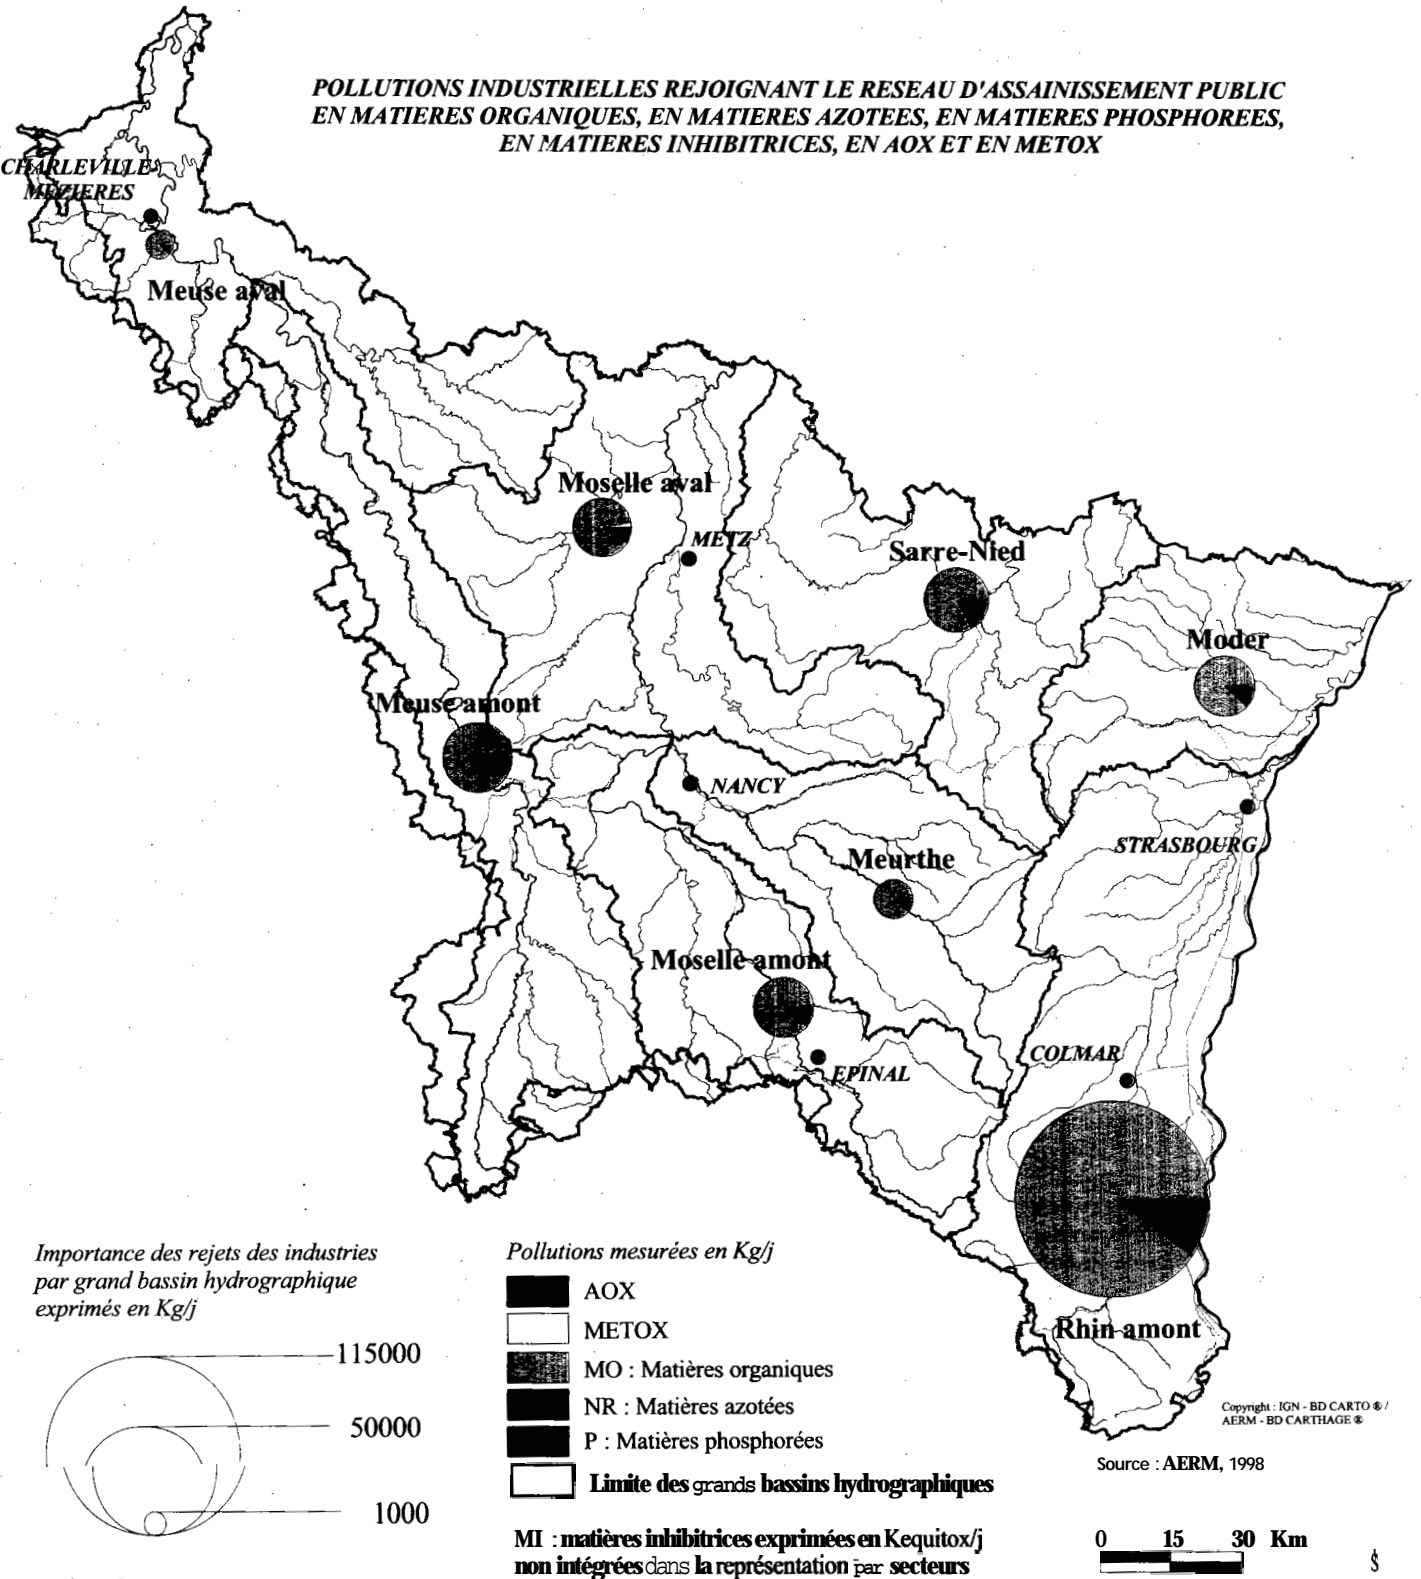 POLLUTIONS INDUSTRIELLES REJOIGNANT LE RESEAU D'ASSAINISSEMENT PUBLIC
EN MATIERES ORGANIQUES, EN MATIERES AZOTEES, EN MATIERES PHOSPHOREES,
EN MATIERES INHIBITRICES, EN AOX ET EN METOX
CHARLEVILLE-
MEZIERES
Meuse aval
Moselle aval
METZ
Sarre-Nied
Moder
Meuse amont
NANCY
STRASBOURG
Meurthe
Moselle amont
COLMAR
EPINAL
Rhin amont
Importance des rejets des industries
par grand bassin hydrographique
exprimés en Kg/j
115000
50000
1000
Pollutions mesurées en Kg/j
AOX
METOX
MO : Matières organiques
NR : Matières azotées
P : Matières phosphorées
Limite des grands bassins hydrographiques
MI : matières inhibitrices exprimées en Kequitox/j
non intégrées dans la représentation par secteurs
Copyright : IGN - BD CARTO ® /
AERM - BD CARTHAGE ®
Source : AERM, 1998
0 15 30 Km
$